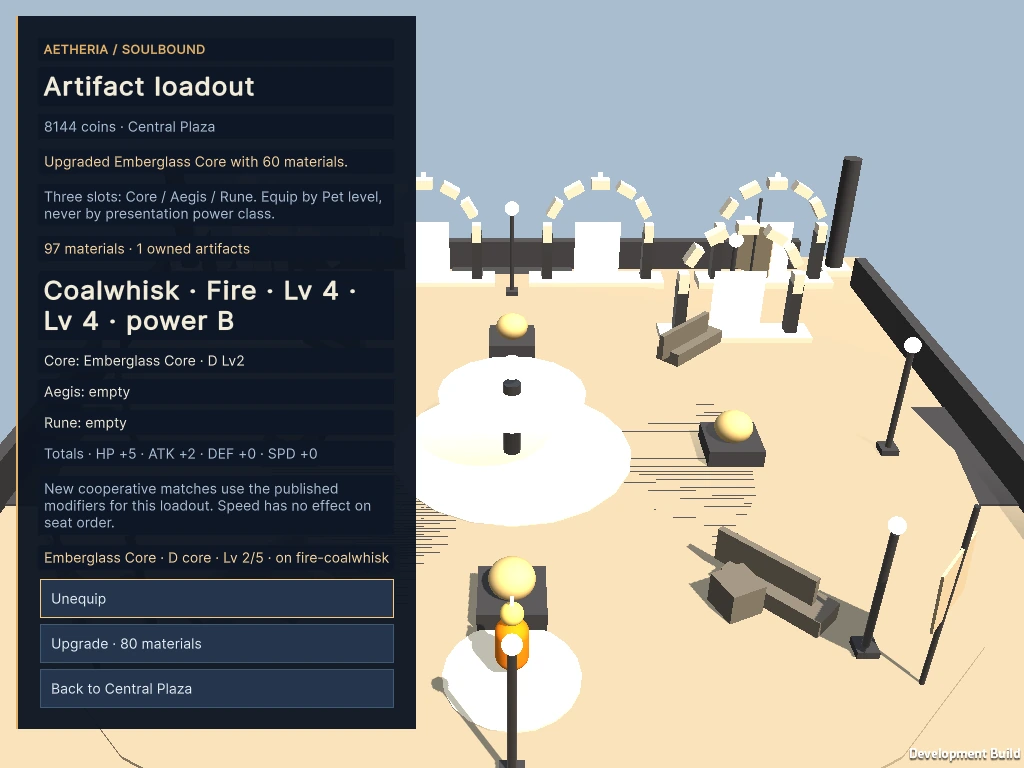 AETHERIA / SOULBOUND
Artifact loadout
8144 coins · Central Plaza
Upgraded Emberglass Core with 60 materials.
Three slots: Core / Aegis / Rune. Equip by Pet level,
never by presentation power class.
97 materials · 1 owned artifacts
Coalwhisk · Fire · Lv 4 ·
Lv 4 · power B
Core: Emberglass Core · D Lv2
Aegis: empty
Rune: empty
Totals · HP +5 · ATK +2 · DEF +0 · SPD +0
New cooperative matches use the published
modifiers for this loadout. Speed has no effect on
seat order.
Emberglass Core · D core · Lv 2/5 · on fire-coalwhisk
Unequip
Upgrade · 80 materials
Back to Central Plaza
Development Build